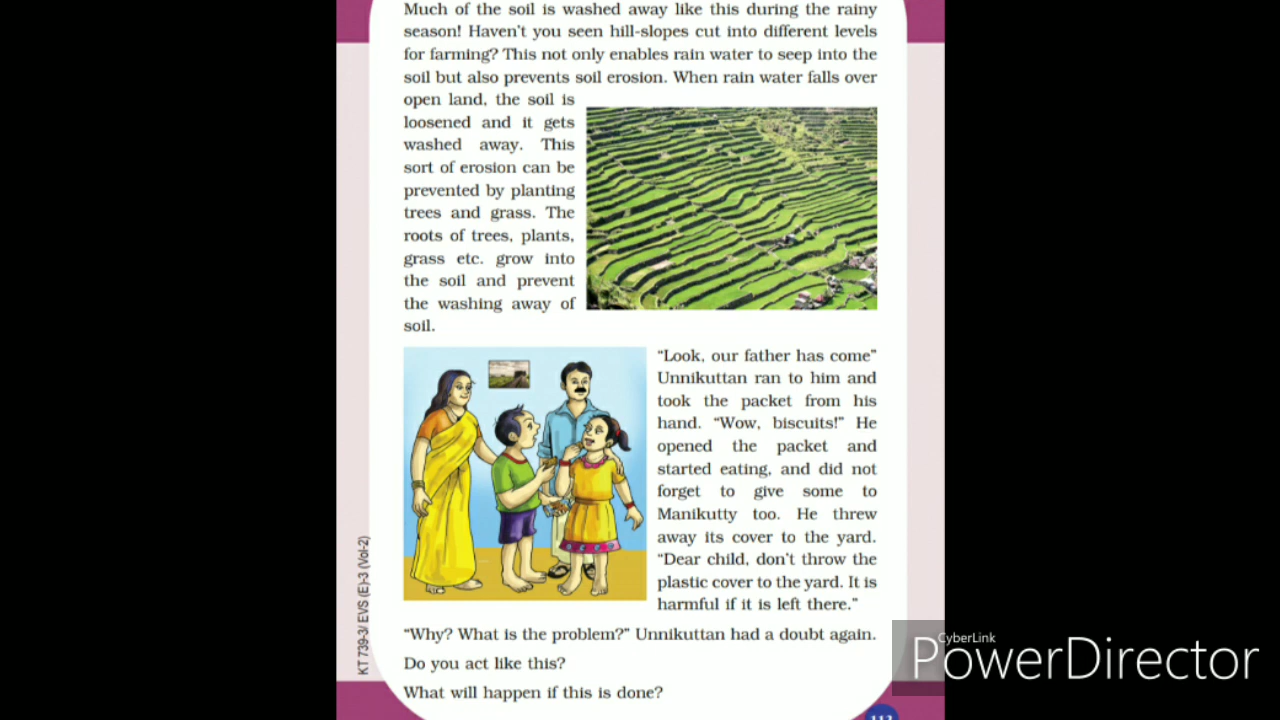 Much of the soil is washed away like this during the rainy
season! Haven't you seen hill-slopes cut into different levels
for farming? This not only enables rain water to seep into the
soil but also prevents soil erosion. When rain water falls over
open land, the soil is
loosened and it gets
washed away. This
sort of erosion can be
prevented by planting
trees and grass. The
roots of trees, plants,
grass etc. grow into
the soil and prevent
the washing away of
soil.
"Look, our father has come"
Unnikuttan ran to him and
took the packet from his
hand. "Wow, biscuits!" He
opened the packet and
started eating, and did not
forget to give some to
Manikutty too. He threw
away its cover to the yard.
"Dear child, don't throw the
plastic cover to the yard. It is
harmful if it is left there."
"Why? What is the problem?" Unnikuttan had a doubt again.
Do you act like this?
What will happen if this is done?
KT 739-3/ EVS (E)-3 (Vol-2)
113
CyberLink
PowerDirector